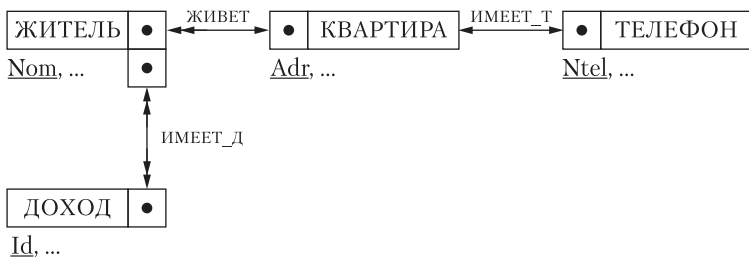 ЖИТЕЛЬ ЖИВЕТ КВАРТИРА ИМЕЕТ_Т ТЕЛЕФОН
Nom, ... Adr, ... Ntel, ...
ИМЕЕТ_Д
ДОХОД
Id, ...